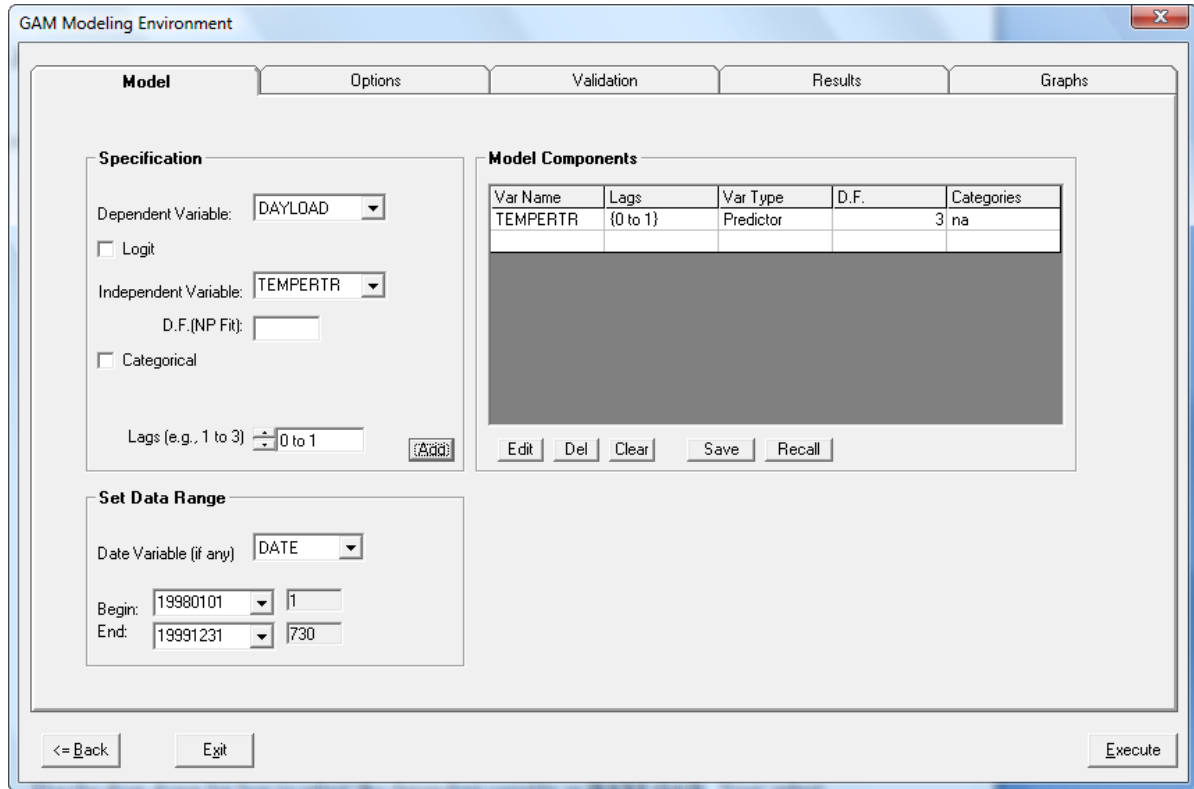 GAM Modeling Environment
Model
Options
Validation
Results
Graphs
Specification
Dependent Variable: DAYLOAD
Logit
Independent Variable: TEMPERTR
D.F.(NP Fit):
Categorical
Lags (e.g., 1 to 3) 0 to 1
Add
Model Components
Var Name Lags Var Type D.F. Categories
TEMPERTR {0 to 1} Predictor 3 na
Edit Del Clear Save Recall
Set Data Range
Date Variable (if any) DATE
Begin: 19980101 1
End: 19991231 730
<= Back Exit Execute